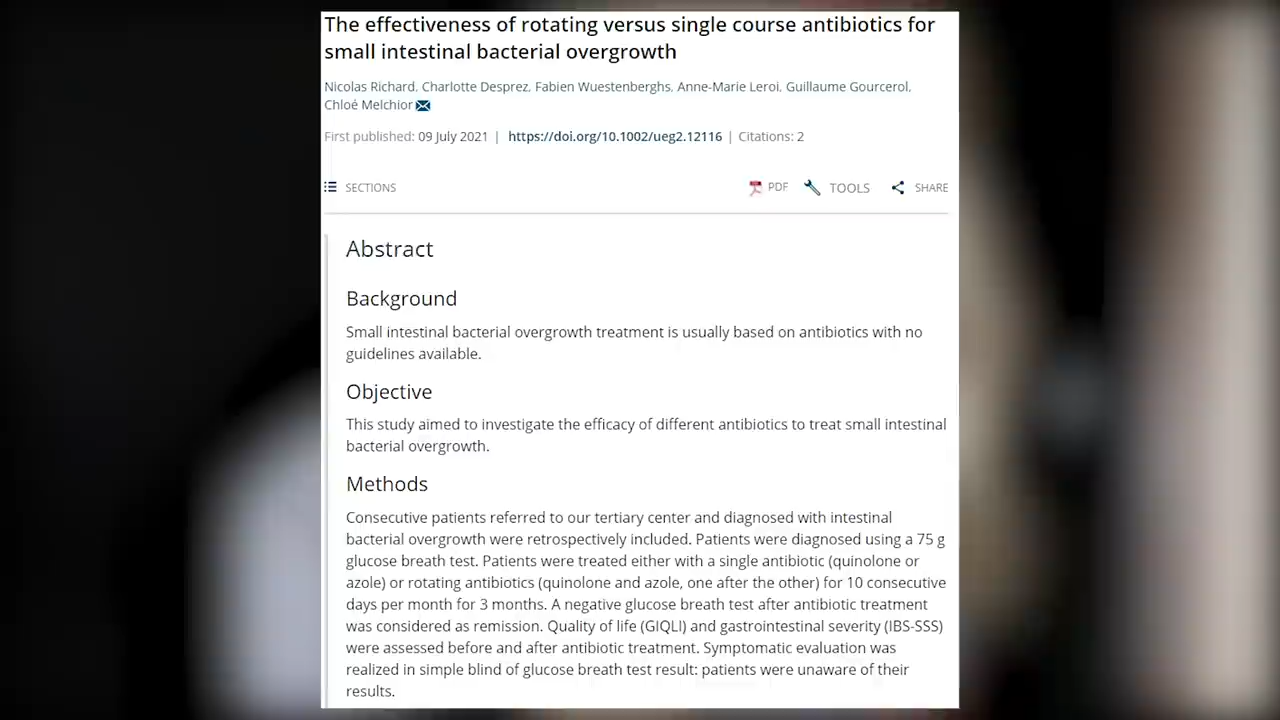 The effectiveness of rotating versus single course antibiotics for
small intestinal bacterial overgrowth
Nicolas Richard, Charlotte Desprez, Fabien Wuestenberghs, Anne-Marie Leroi, Guillaume Gourcerol,
Chloé Melchior
First published: 09 July 2021 | https://doi.org/10.1002/ueg2.12116 | Citations: 2
SECTIONS PDF TOOLS SHARE
Abstract
Background
Small intestinal bacterial overgrowth treatment is usually based on antibiotics with no
guidelines available.
Objective
This study aimed to investigate the efficacy of different antibiotics to treat small intestinal
bacterial overgrowth.
Methods
Consecutive patients referred to our tertiary center and diagnosed with intestinal
bacterial overgrowth were retrospectively included. Patients were diagnosed using a 75 g
glucose breath test. Patients were treated either with a single antibiotic (quinolone or
azole) or rotating antibiotics (quinolone and azole, one after the other) for 10 consecutive
days per month for 3 months. A negative glucose breath test after antibiotic treatment
was considered as remission. Quality of life (GIQLI) and gastrointestinal severity (IBS-SSS)
were assessed before and after antibiotic treatment. Symptomatic evaluation was
realized in simple blind of glucose breath test result: patients were unaware of their
results.